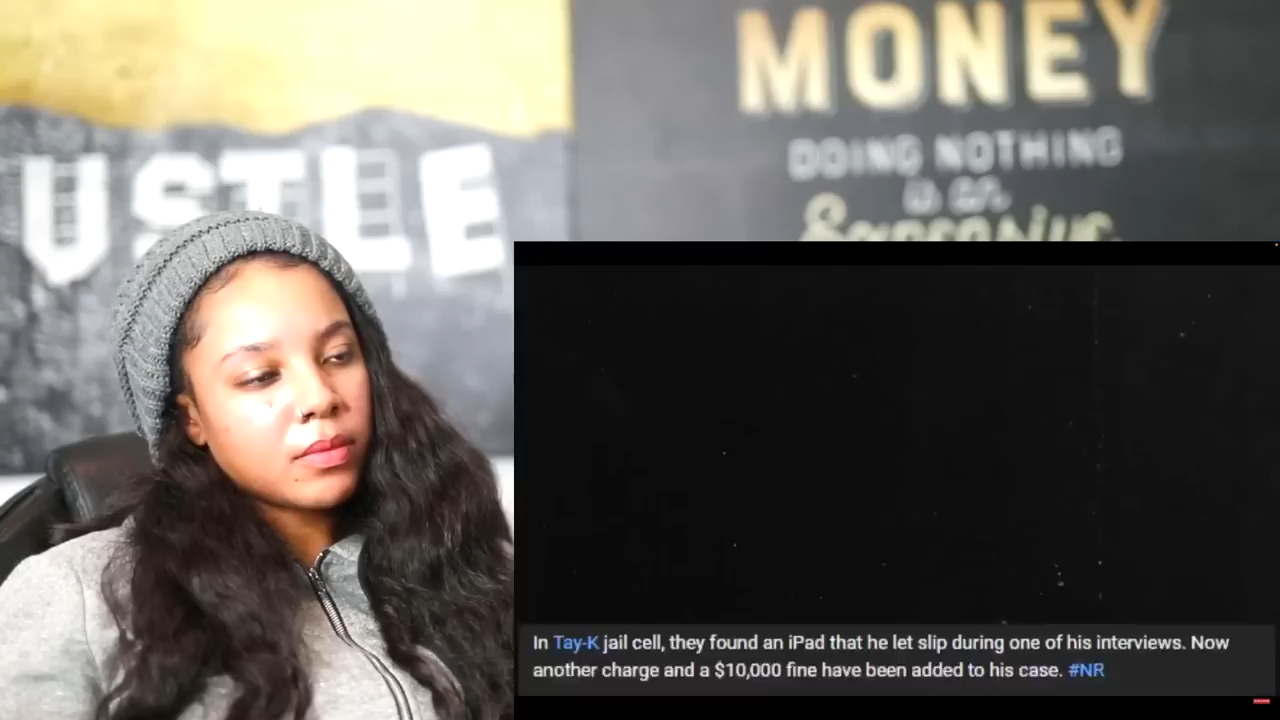 MONEY
DOING NOTHING
USTLE
In Tay-K jail cell, they found an iPad that he let slip during one of his interviews. Now
another charge and a $10,000 fine have been added to his case. #NR